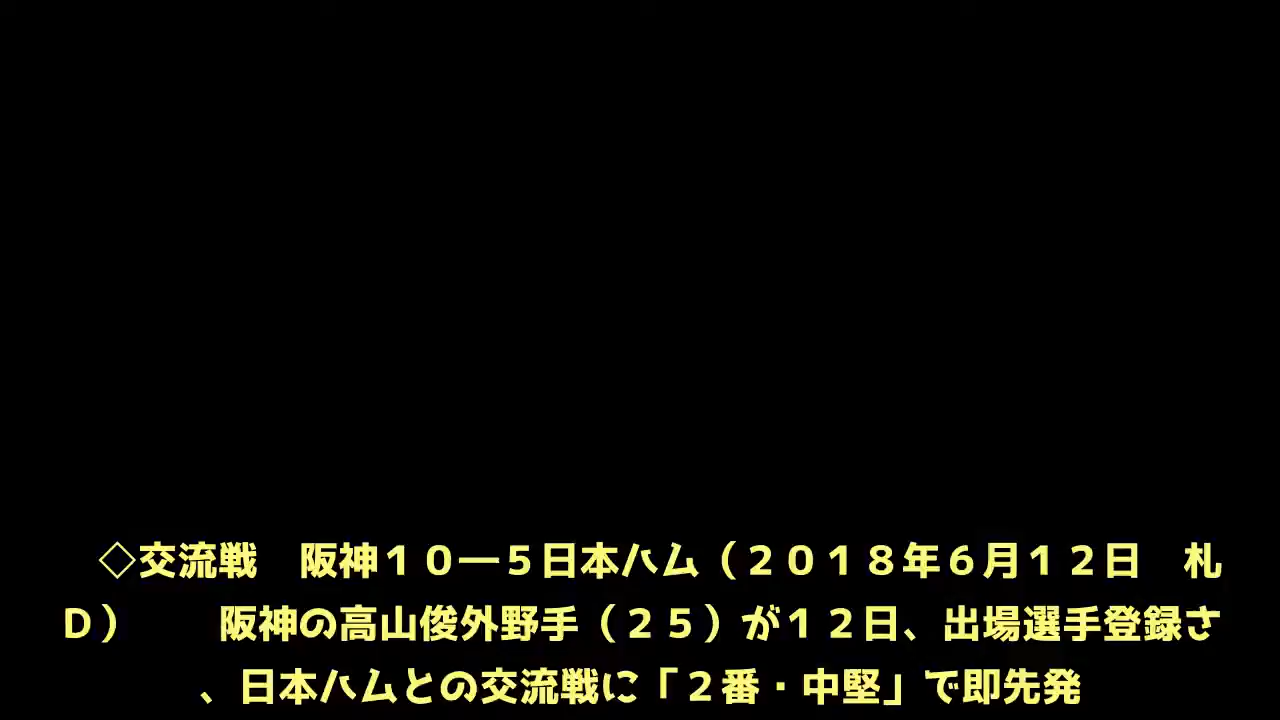 ◇交流戦　阪神１０―５日本ハム（２０１８年６月１２日　札
Ｄ）　　阪神の高山俊外野手（２５）が１２日、出場選手登録さ
、日本ハムとの交流戦に「２番・中堅」で即先発